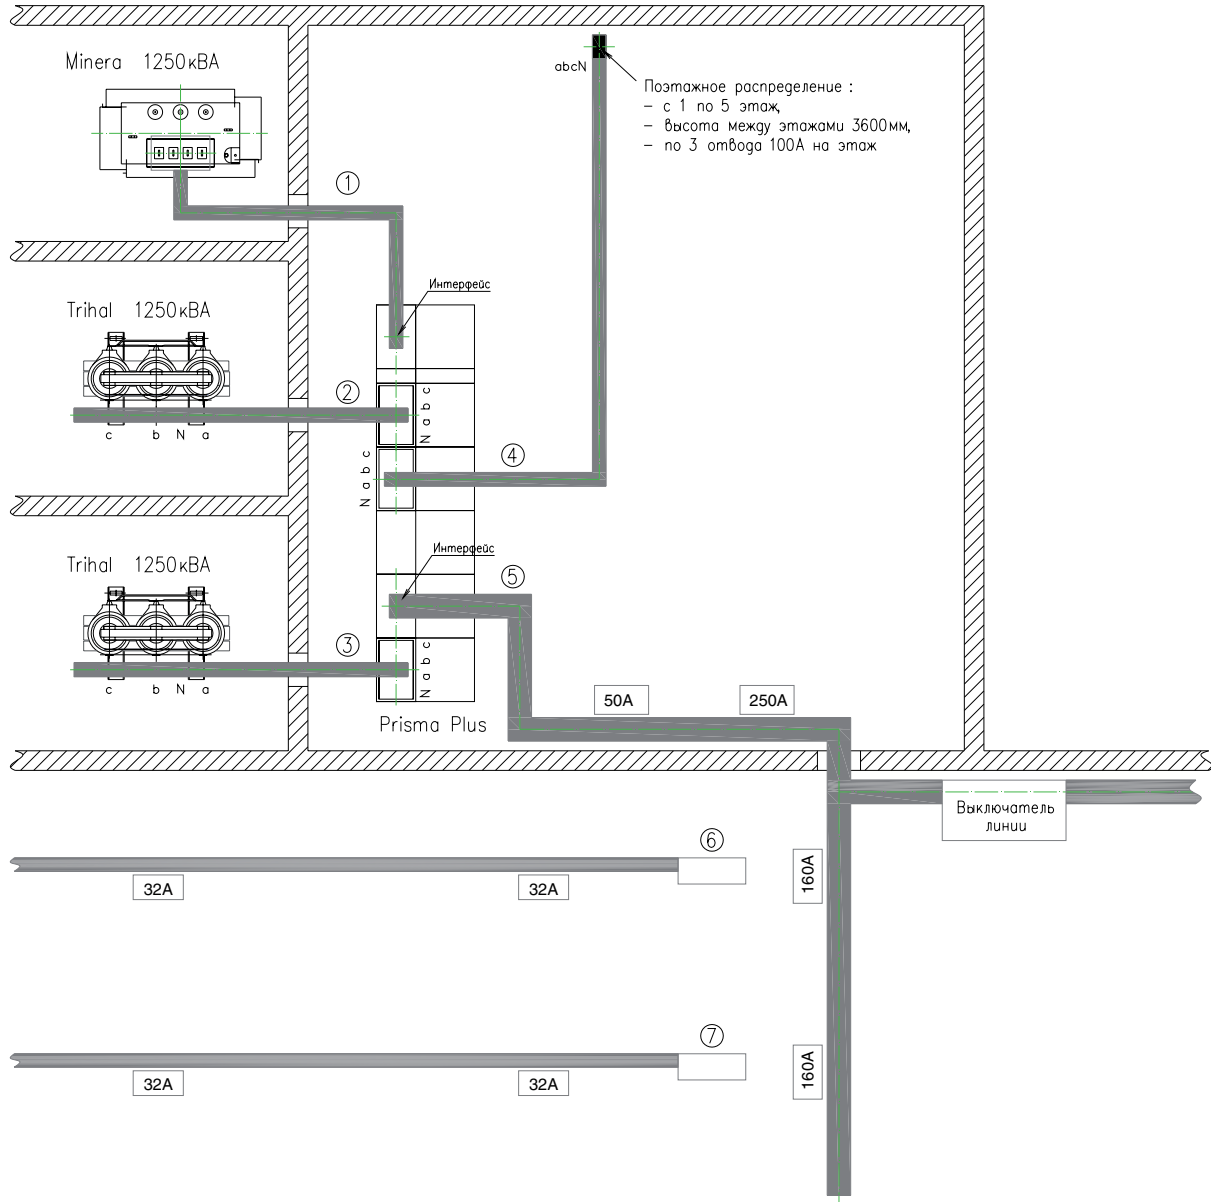 Minera 1250кВА
abcN
Поэтажное распределение :
– с 1 по 5 этаж,
– высота между этажами 3600мм,
– по 3 отвода 100А на этаж
1
Интерфейс
Trihal 1250кВА
2
c b N a
N a b c
4
N a b c
Интерфейс
5
Trihal 1250кВА
3
c b N a
N a b c
50A
250A
Prisma Plus
Выключатель
линии
6
160A
32A
32A
7
160A
32A
32A